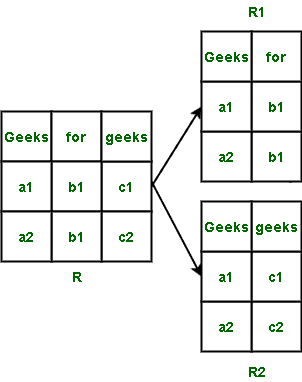 R1
Geeks for
a1 b1
a2 b1
Geeks for geeks
a1 b1 c1
a2 b1 c2
R
Geeks geeks
a1 c1
a2 c2
R2